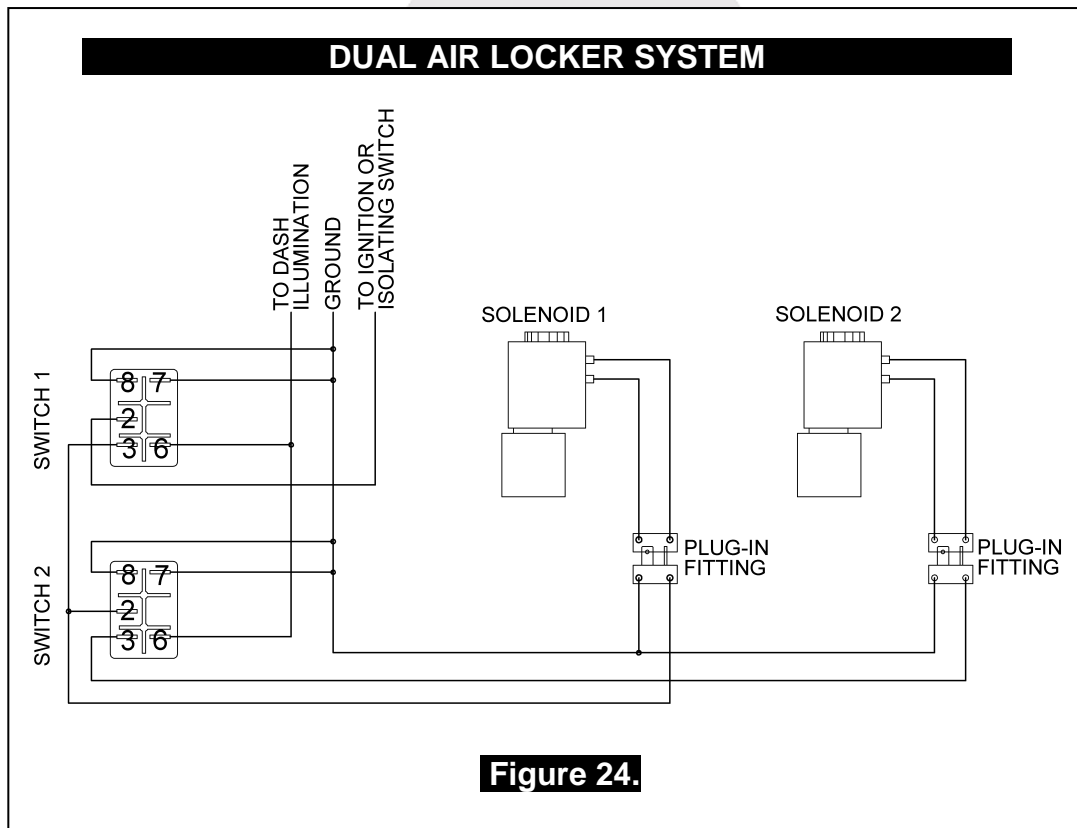 DUAL AIR LOCKER SYSTEM
TO DASH
ILLUMINATION
GROUND
TO IGNITION OR
ISOLATING SWITCH
SOLENOID 1
SOLENOID 2
SWITCH 1
8 7
2
3 6
SWITCH 2
8 7
2
3 6
PLUG-IN
FITTING
PLUG-IN
FITTING
Figure 24.